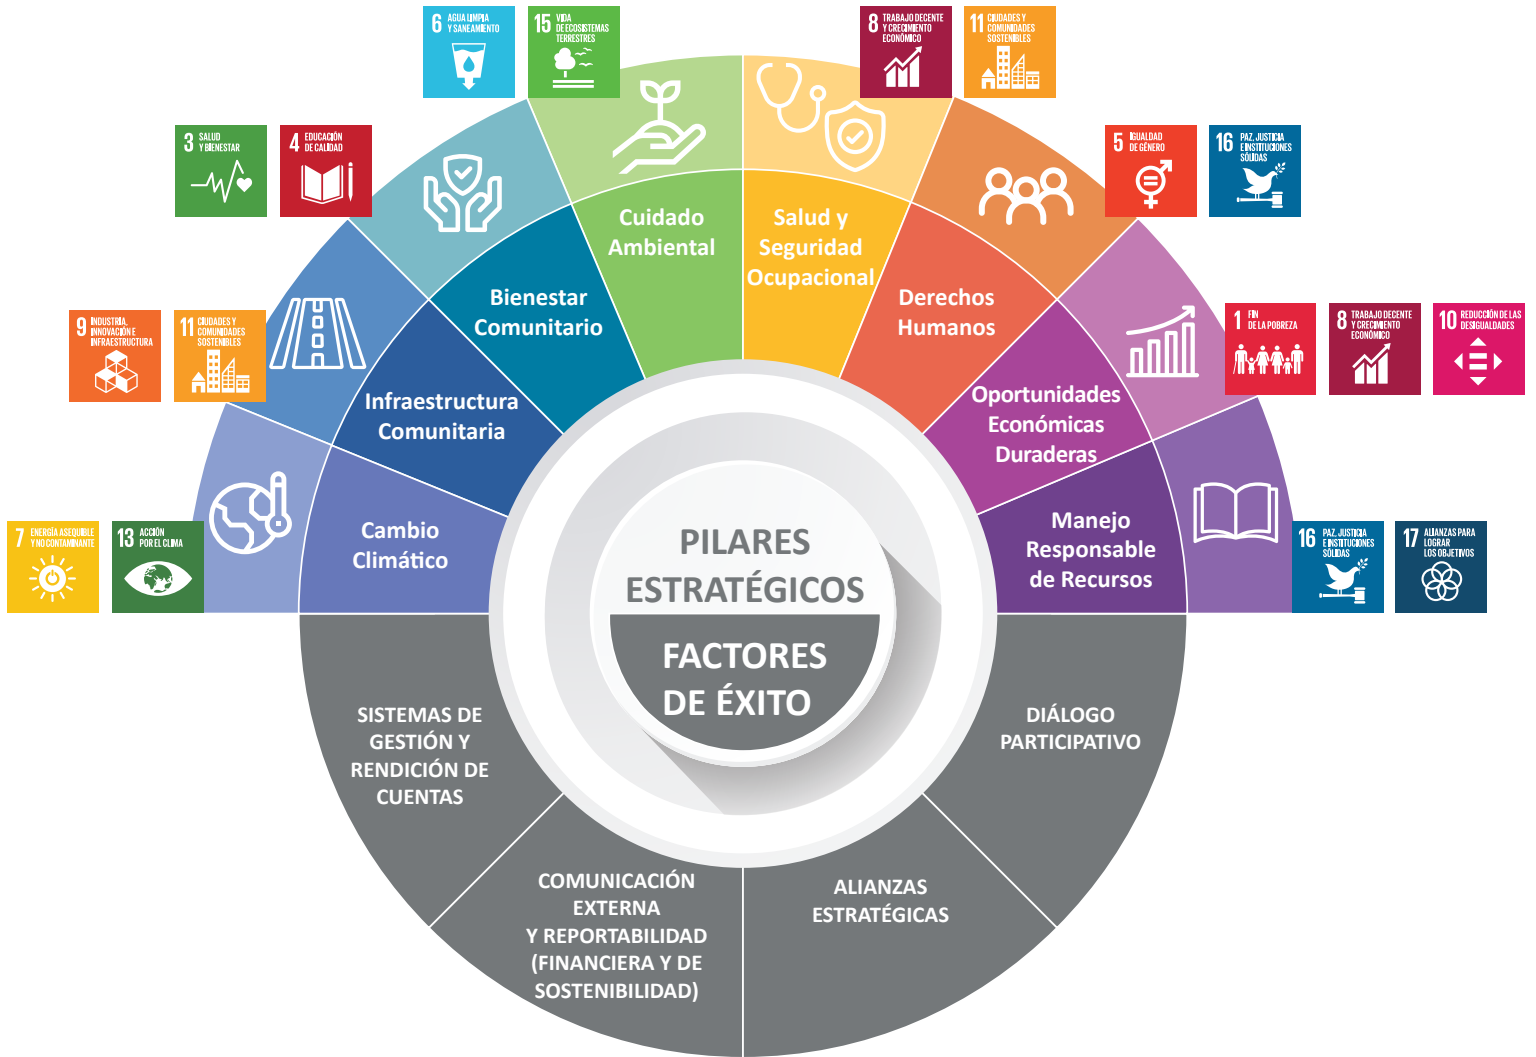 6 AGUA LIMPIA
Y SANEAMIENTO
15 VIDA
DE ECOSISTEMAS
TERRESTRES
8 TRABAJO DECENTE
Y CRECIMIENTO
ECONÓMICO
11 CIUDADES Y
COMUNIDADES
SOSTENIBLES
3 SALUD
Y BIENESTAR
4 EDUCACIÓN
DE CALIDAD
5 IGUALDAD
DE GÉNERO
16 PAZ, JUSTICIA
E INSTITUCIONES
SÓLIDAS
9 INDUSTRIA,
INNOVACIÓN E
INFRAESTRUCTURA
11 CIUDADES Y
COMUNIDADES
SOSTENIBLES
1 FIN
DE LA POBREZA
8 TRABAJO DECENTE
Y CRECIMIENTO
ECONÓMICO
10 REDUCCIÓN DE LAS
DESIGUALDADES
7 ENERGÍA ASEQUIBLE
Y NO CONTAMINANTE
13 ACCIÓN
POR EL CLIMA
16 PAZ, JUSTICIA
E INSTITUCIONES
SÓLIDAS
17 ALIANZAS PARA
LOGRAR
LOS OBJETIVOS
Cambio
Climático
Infraestructura
Comunitaria
Bienestar
Comunitario
Cuidado
Ambiental
Salud y
Seguridad
Ocupacional
Derechos
Humanos
Oportunidades
Económicas
Duraderas
Manejo
Responsable
de Recursos
PILARES
ESTRATÉGICOS
FACTORES
DE ÉXITO
SISTEMAS DE
GESTIÓN Y
RENDICIÓN DE
CUENTAS
COMUNICACIÓN
EXTERNA
Y REPORTABILIDAD
(FINANCIERA Y DE
SOSTENIBILIDAD)
ALIANZAS
ESTRATÉGICAS
DIÁLOGO
PARTICIPATIVO